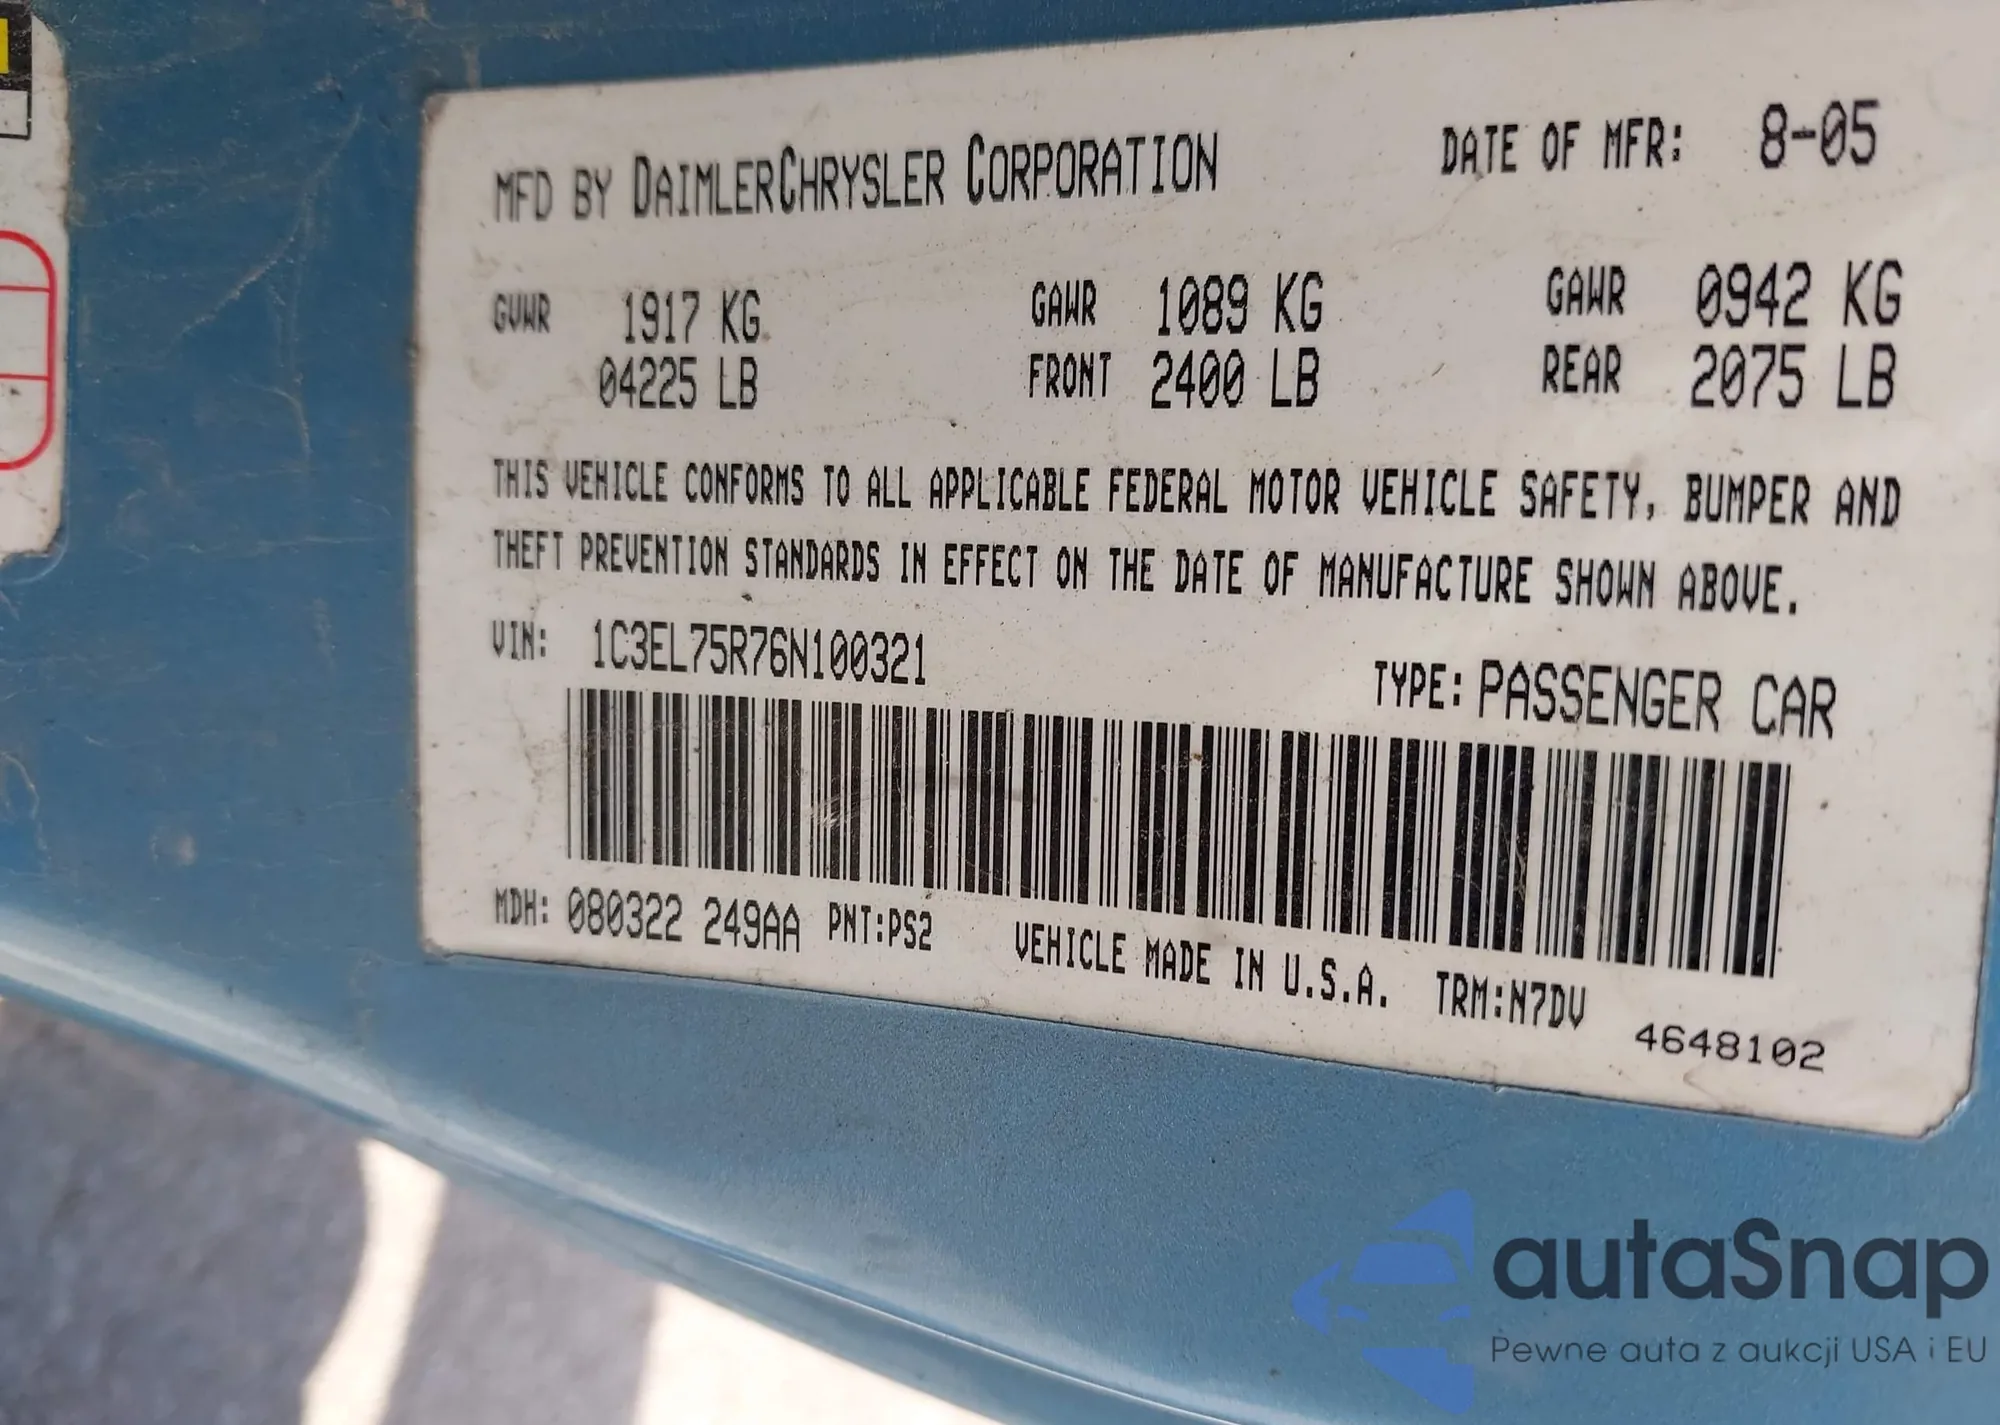 MFD BY DAIMLERCHRYSLER CORPORATION DATE OF MFR: 8-05
GVWR 1917 KG GAWR 1089 KG GAWR 0942 KG
04225 LB FRONT 2400 LB REAR 2075 LB
THIS VEHICLE CONFORMS TO ALL APPLICABLE FEDERAL MOTOR VEHICLE SAFETY, BUMPER AND
THEFT PREVENTION STANDARDS IN EFFECT ON THE DATE OF MANUFACTURE SHOWN ABOVE.
VIN: 1C3EL75R76N100321 TYPE: PASSENGER CAR
MDH: 080322 249AA PNT:PS2 VEHICLE MADE IN U.S.A. TRM:N7DV 4648102
autaSnap
Pewne auta z aukcji USA i EU